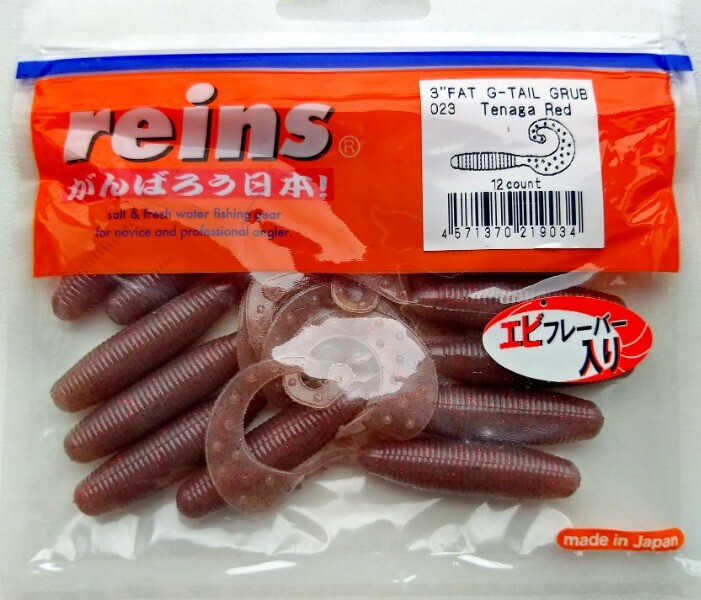 reins®
がんばろう日本!
salt & fresh water fishing gear
for navice and professional angler.
3"FAT G-TAIL GRUB
023 Tenaga Red
12 count
4 571370 219034
エビフレーバー
入り
made in Japan